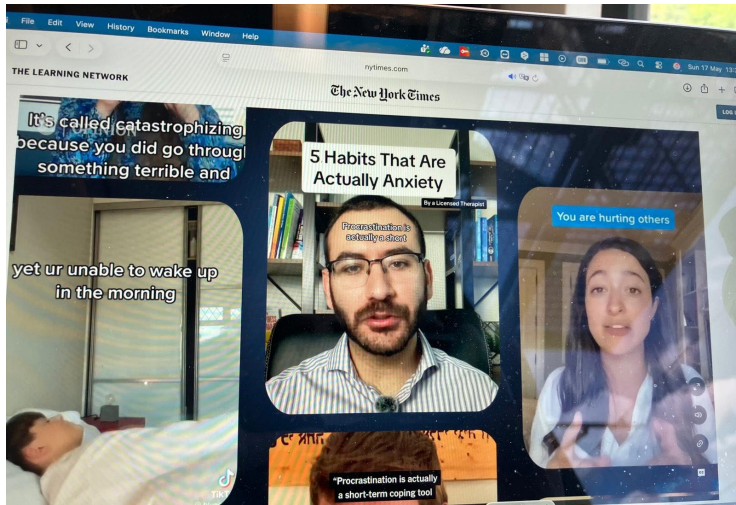 File Edit View History Bookmarks Window Help
Sun 17 May
nytimes.com
THE LEARNING NETWORK
The New York Times
LOG
It's called catastrophizing
because you did go through
something terrible and
yet ur unable to wake up
in the morning
TikT
5 Habits That Are
Actually Anxiety
By a Licensed Therapist
Procrastination is
actually a short
"Procrastination is actually
a short-term coping tool
You are hurting others